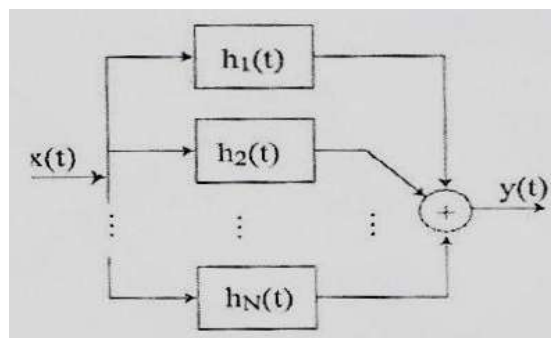 h₁(t)
x(t)
h₂(t)
+
y(t)
⋮
⋮
⋮
h_N(t)